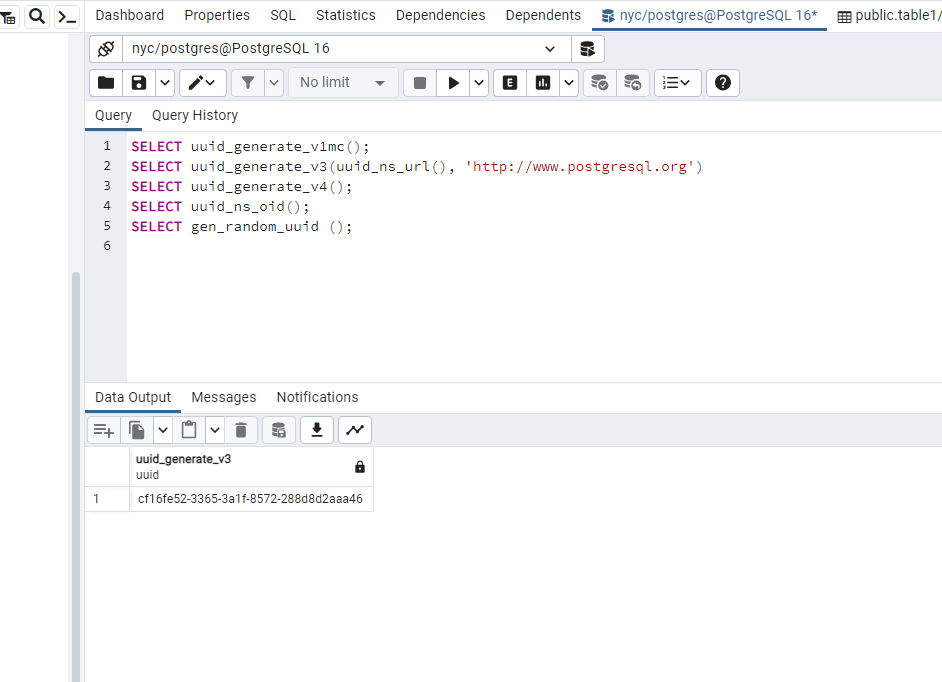 Dashboard Properties SQL Statistics Dependencies Dependents nyc/postgres@PostgreSQL 16* public.table1/
nyc/postgres@PostgreSQL 16
No limit E
Query Query History
1 SELECT uuid_generate_v1mc();
2 SELECT uuid_generate_v3(uuid_ns_url(), 'http://www.postgresql.org')
3 SELECT uuid_generate_v4();
4 SELECT uuid_ns_oid();
5 SELECT gen_random_uuid ();
6
Data Output Messages Notifications
uuid_generate_v3
uuid
1 cf16fe52-3365-3a1f-8572-288d8d2aaa46